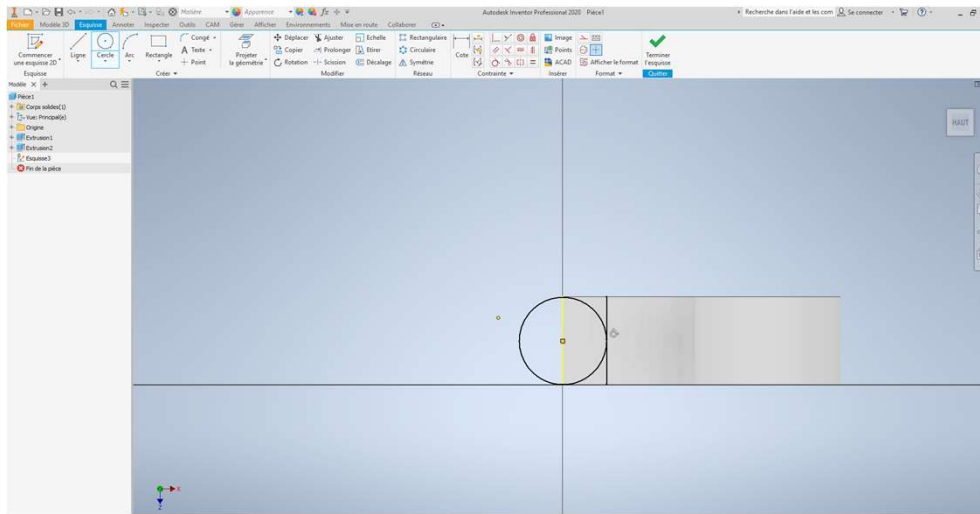 Matière
Apparence
Autodesk Inventor Professional 2020 Pièce1
Recherche dans l'aide et les com
Se connecter
Fichier Modèle 3D Esquisse Annoter Inspecter Outils CAM Gérer Afficher Environnements Mise en route Collaborer
Commencer
une esquisse 2D
Ligne
Cercle
Arc
Rectangle
Congé
A Texte
Point
Projeter
la géométrie
Déplacer
Copier
Rotation
Ajuster
Prolonger
Scission
Echelle
Etirer
Décalage
Rectangulaire
Circulaire
Symétrie
Cote
Image
Points
ACAD
Afficher le format
Terminer
l'esquisse
Esquisse
Créer
Modifier
Réseau
Contrainte
Insérer
Format
Quitter
Modèle
Pièce1
Corps solides(1)
Vue: Principal(e)
Origine
Extrusion1
Extrusion2
Esquisse3
Fin de la pièce
HAUT
X
Z